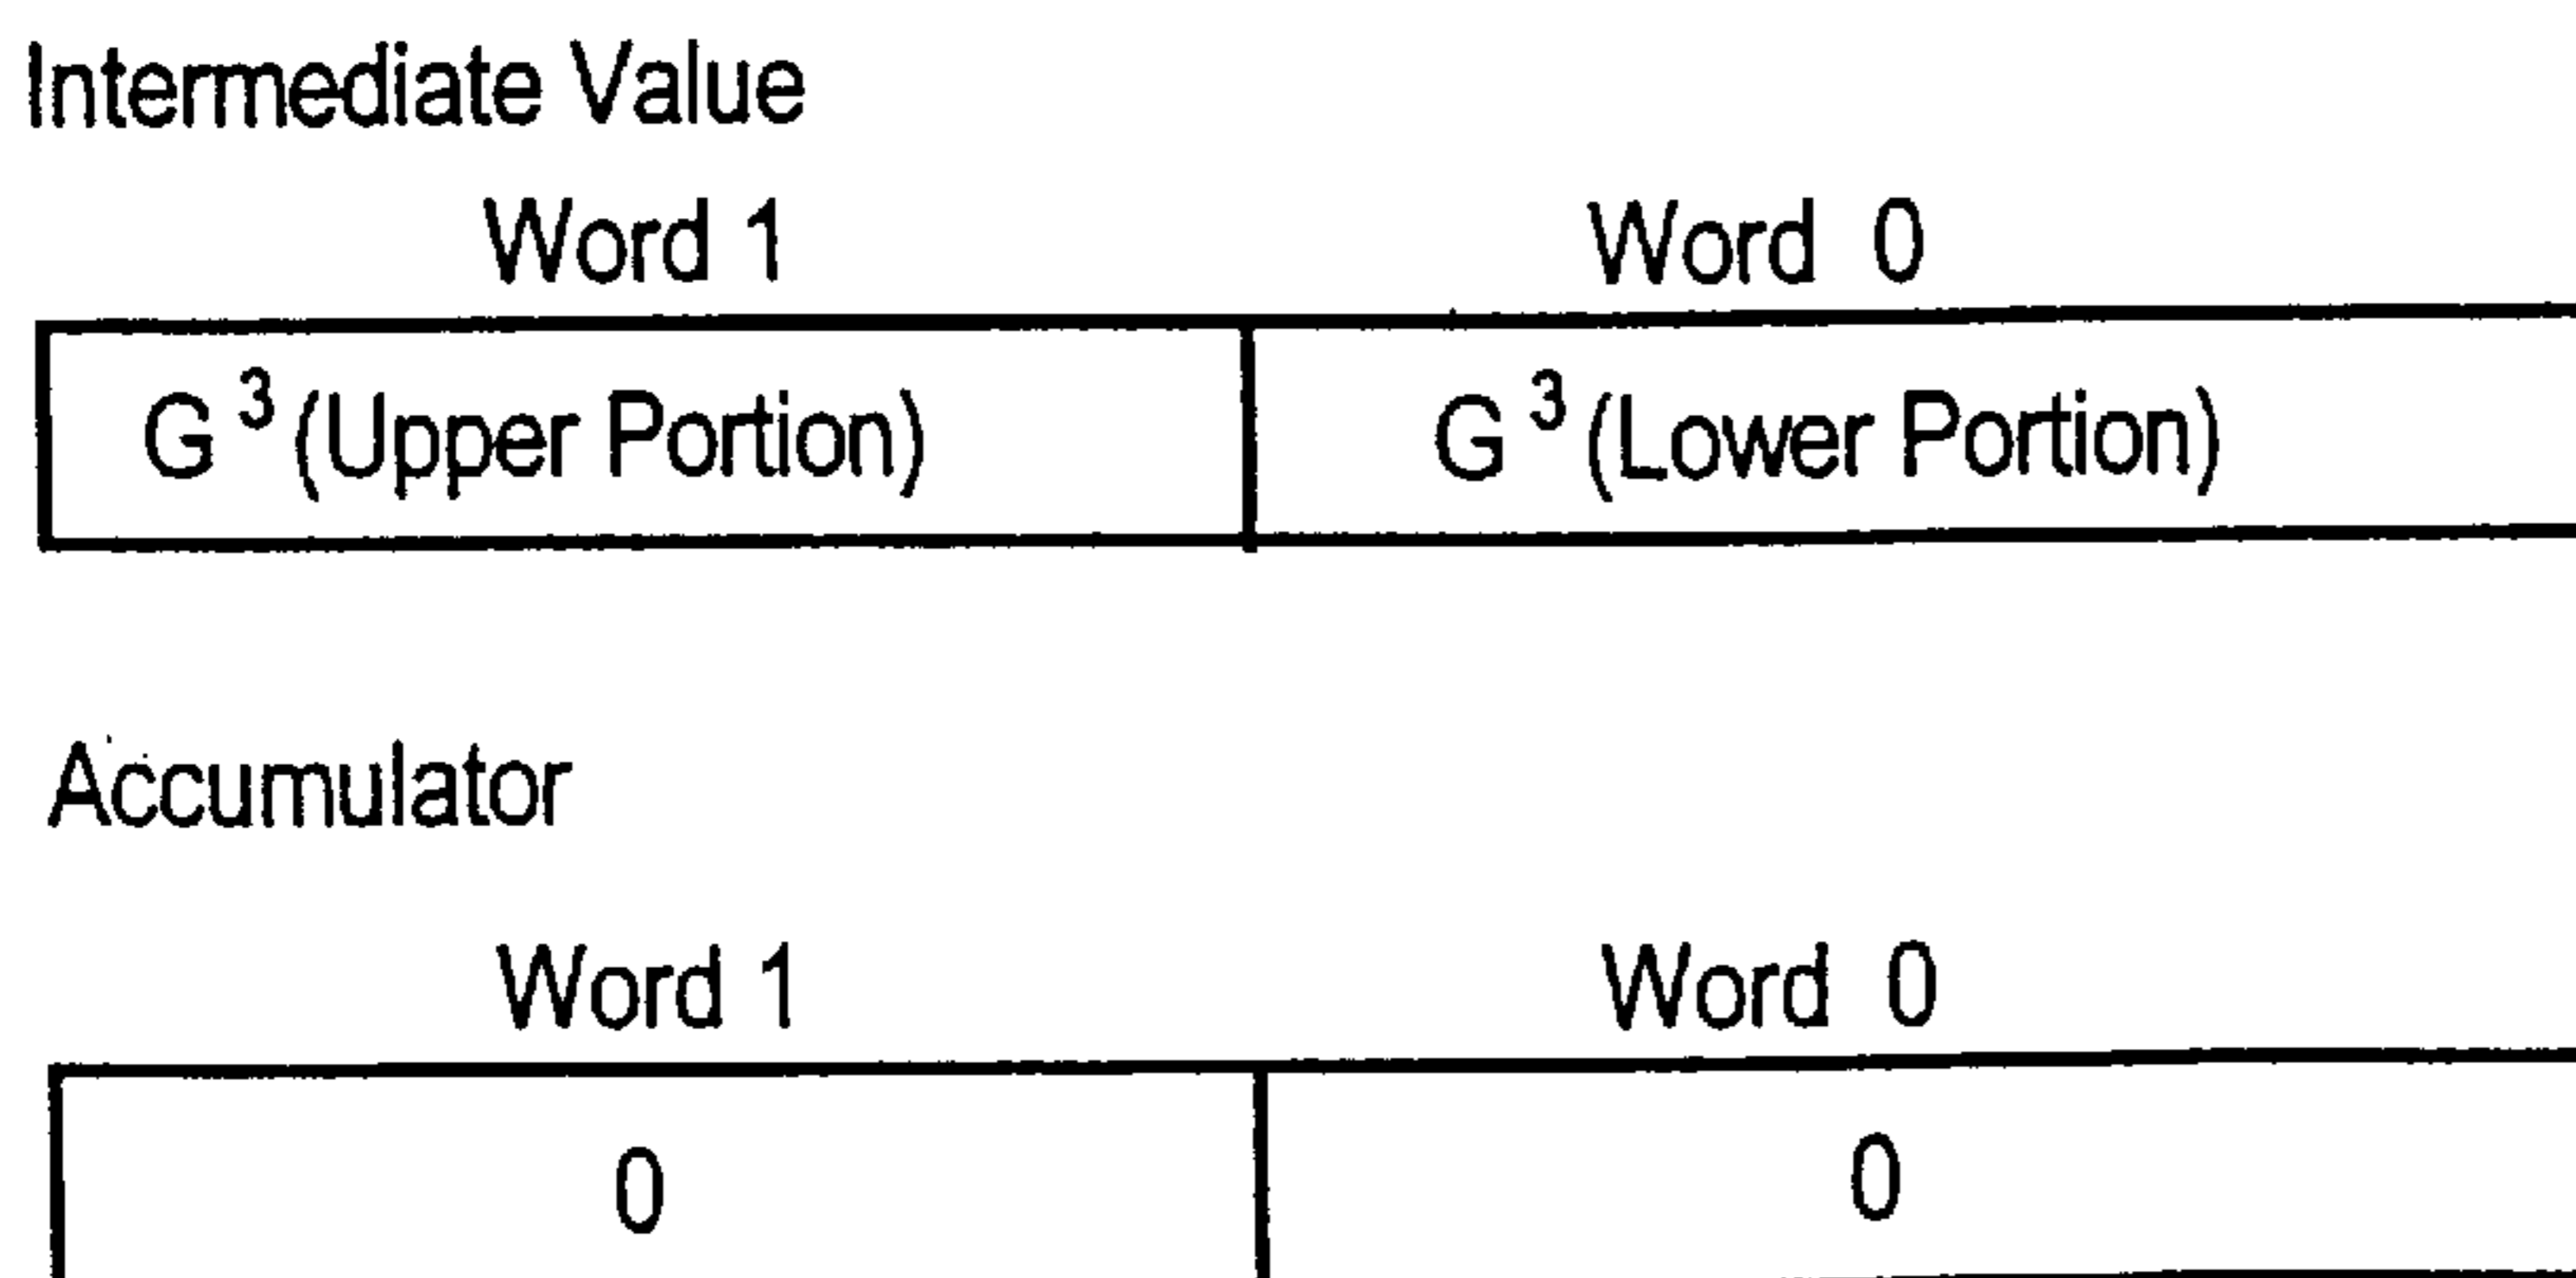 Intermediate Value
Word 1 Word 0
G³ (Upper Portion) G³ (Lower Portion)
Accumulator
Word 1 Word 0
0 0